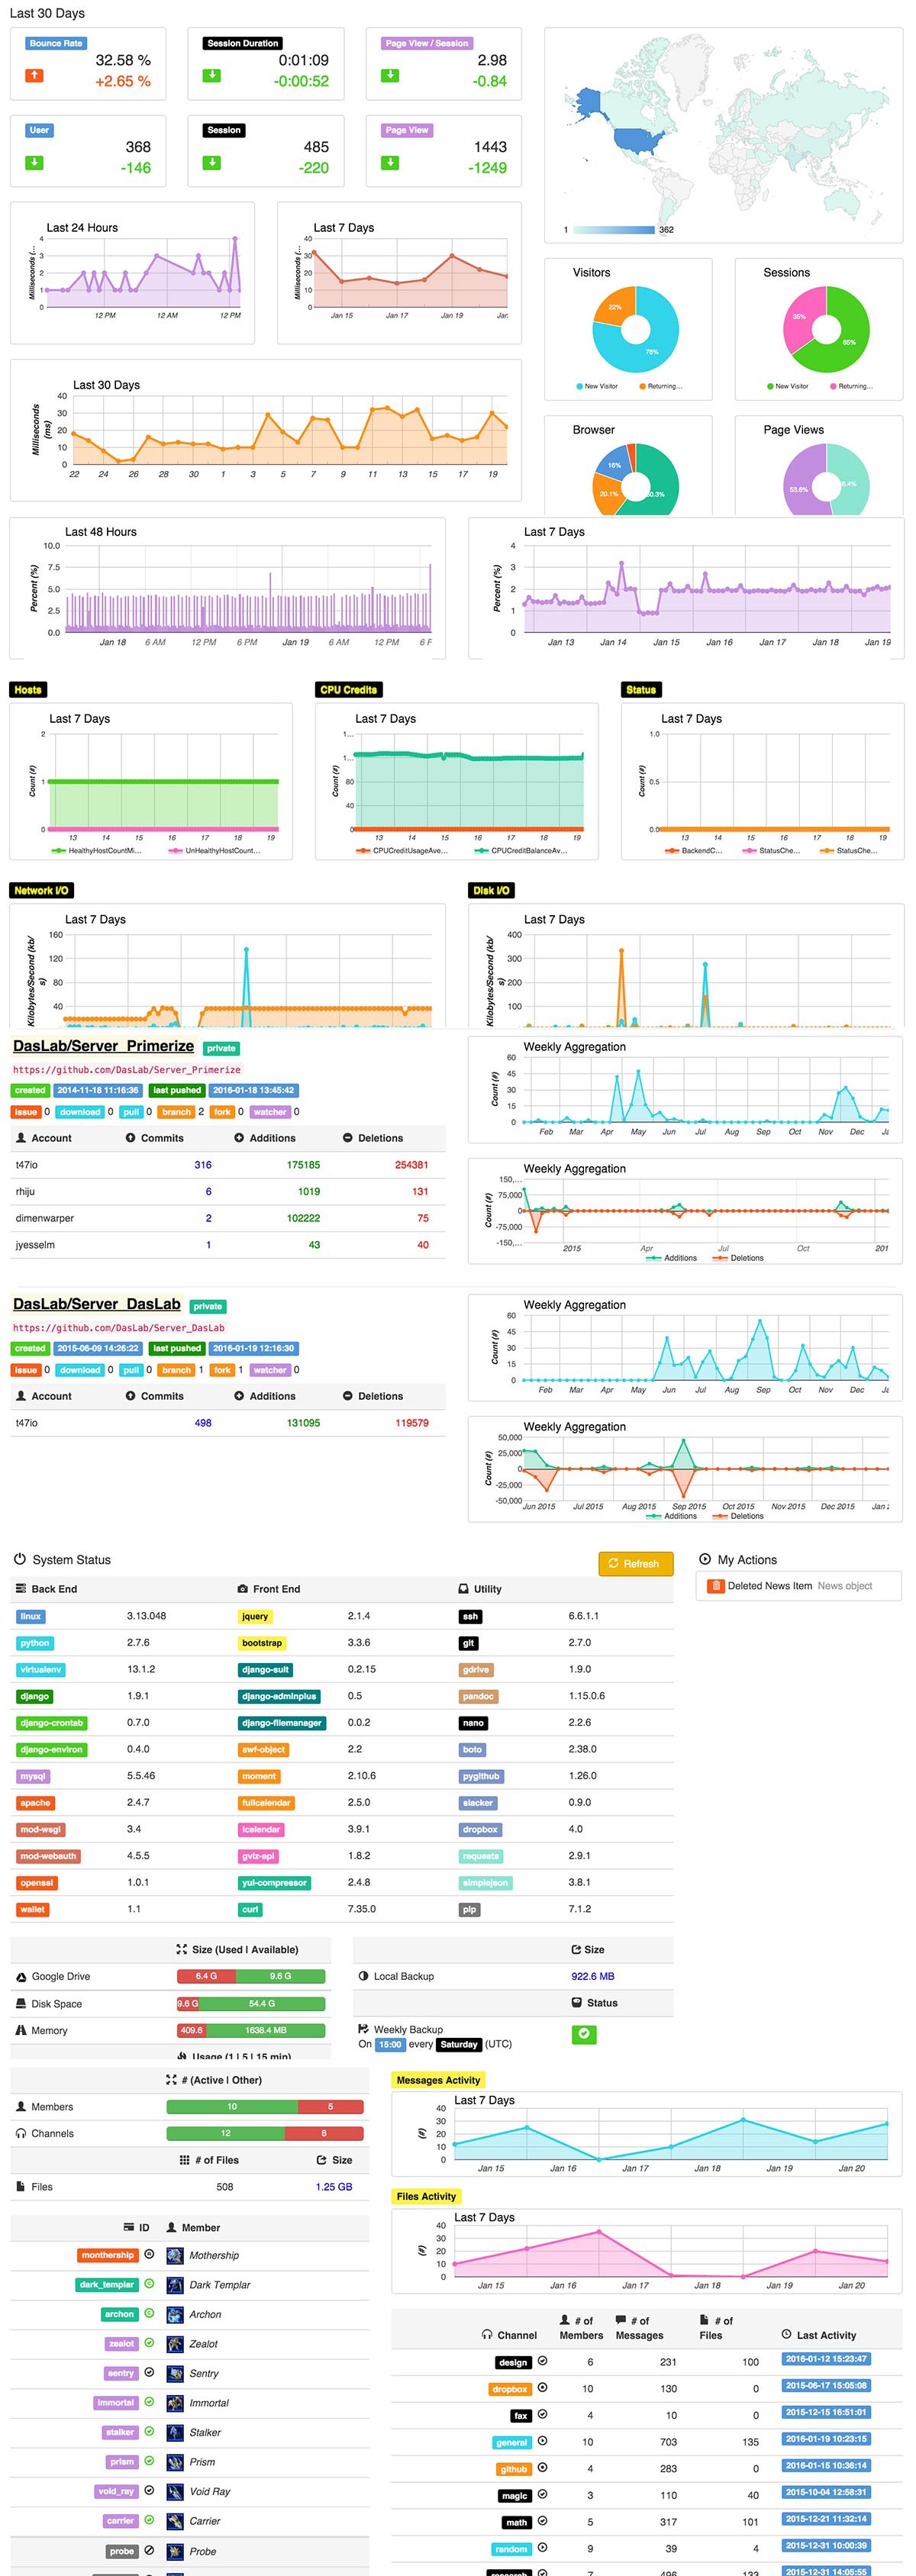 Last 30 Days
Bounce Rate
32.58 %
+2.65 %
Session Duration
0:01:09
-0:00:52
Page View / Session
2.98
-0.84
User
368
-146
Session
485
-220
Page View
1443
-1249
1 362
Last 24 Hours
Milliseconds (...
4
3
2
1
0
12 PM 12 AM 12 PM
Last 7 Days
Milliseconds (...
40
30
20
10
0
Jan 15 Jan 17 Jan 19 Jan
Visitors
22%
78%
New Visitor Returning...
Sessions
35%
65%
New Visitor Returning...
Last 30 Days
Milliseconds (ms)
40
30
20
10
0
22 24 26 28 30 1 3 5 7 9 11 13 15 17 19
Browser
16%
20.1%
Page Views
53.6%
Last 48 Hours
Percent (%)
10.0
7.5
5.0
2.5
0.0
Jan 18 6 AM 12 PM 6 PM Jan 19 6 AM 12 PM
Last 7 Days
Percent (%)
4
3
2
1
0
Jan 13 Jan 14 Jan 15 Jan 16 Jan 17 Jan 18 Jan 19
Hosts
Last 7 Days
Count (#)
2
1
0
13 14 15 16 17 18 19
HealthyHostCountMi... UnHealthyHostCount...
CPU Credits
Last 7 Days
Count (#)
1...
1...
80
40
0
13 14 15 16 17 18 19
CPUCreditUsageAve... CPUCreditBalanceAv...
Status
Last 7 Days
Count (#)
1.0
0.5
0.0
13 14 15 16 17 18 19
BackendC... StatusChe... StatusChe...
Network I/O
Last 7 Days
Kilobytes/Second (kb/s)
160
120
80
40
Disk I/O
Last 7 Days
Kilobytes/Second (kb/s)
400
300
200
100
DasLab/Server_Primerize private
https://github.com/DasLab/Server_Primerize
created 2014-11-18 11:16:36 last pushed 2016-01-18 13:45:42
issue 0 download 0 pull 0 branch 2 fork 0 watcher 0
Account Commits Additions Deletions
t47io 316 175185 254381
rhiju 6 1019 131
dimenwarper 2 102222 75
jyesselm 1 43 40
Weekly Aggregation
Count (#)
60
45
30
15
0
Feb Mar Apr May Jun Jul Aug Sep Oct Nov Dec Ja
Weekly Aggregation
Count (#)
150,...
75,000
0
-75,000
-150,...
2015 Apr Jul Oct 201
Additions Deletions
DasLab/Server_DasLab private
https://github.com/DasLab/Server_DasLab
created 2015-06-09 14:26:22 last pushed 2016-01-19 12:16:30
issue 0 download 0 pull 0 branch 1 fork 1 watcher 0
Account Commits Additions Deletions
t47io 498 131095 119579
Weekly Aggregation
Count (#)
60
45
30
15
0
Feb Mar Apr May Jun Jul Aug Sep Oct Nov Dec Ja
Weekly Aggregation
Count (#)
50,000
25,000
0
-25,000
-50,000
Jun 2015 Jul 2015 Aug 2015 Sep 2015 Oct 2015 Nov 2015 Dec 2015 Jan
Additions Deletions
System Status
Refresh
My Actions
Deleted News Item News object
Back End Front End Utility
linux 3.13.048 jquery 2.1.4 ssh 6.6.1.1
python 2.7.6 bootstrap 3.3.6 git 2.7.0
virtualenv 13.1.2 django-suit 0.2.15 gdrive 1.9.0
django 1.9.1 django-adminplus 0.5 pandoc 1.15.0.6
django-crontab 0.7.0 django-filemanager 0.0.2 nano 2.2.6
django-environ 0.4.0 swf-object 2.2 boto 2.38.0
mysql 5.5.46 moment 2.10.6 pygithub 1.26.0
apache 2.4.7 fullcalendar 2.5.0 slacker 0.9.0
mod-wsgi 3.4 icalendar 3.9.1 dropbox 4.0
mod-webauth 4.5.5 gviz-api 1.8.2 requests 2.9.1
openssl 1.0.1 yui-compressor 2.4.8 simplejson 3.8.1
wallet 1.1 curl 7.35.0 pip 7.1.2
Size (Used | Available)
Google Drive 6.4 G 9.6 G
Disk Space 9.6 G 54.4 G
Memory 409.6 1638.4 MB
Usage (1 | 5 | 15 min)
Size
Local Backup 922.6 MB
Status
Weekly Backup
On 15:00 every Saturday (UTC)
# (Active | Other)
Members 10 5
Channels 12 8
# of Files Size
Files 508 1.25 GB
ID Member
monthership Mothership
dark_templar Dark Templar
archon Archon
zealot Zealot
sentry Sentry
immortal Immortal
stalker Stalker
prism Prism
void_ray Void Ray
carrier Carrier
probe Probe
Messages Activity
Last 7 Days
(#)
40
30
20
10
0
Jan 15 Jan 16 Jan 17 Jan 18 Jan 19 Jan 20
Files Activity
Last 7 Days
(#)
40
30
20
10
0
Jan 15 Jan 16 Jan 17 Jan 18 Jan 19 Jan 20
Channel # of Members # of Messages # of Files Last Activity
design 6 231 100 2016-01-12 15:23:47
dropbox 10 130 0 2015-06-17 15:05:08
fax 4 10 0 2015-12-15 16:51:01
general 10 703 135 2016-01-19 10:23:15
github 4 283 0 2016-01-15 10:36:14
magic 3 110 40 2015-10-04 12:58:31
math 5 317 101 2015-12-21 11:32:14
random 9 39 4 2015-12-31 10:00:39
research 7 496 133 2015-12-31 14:05:55